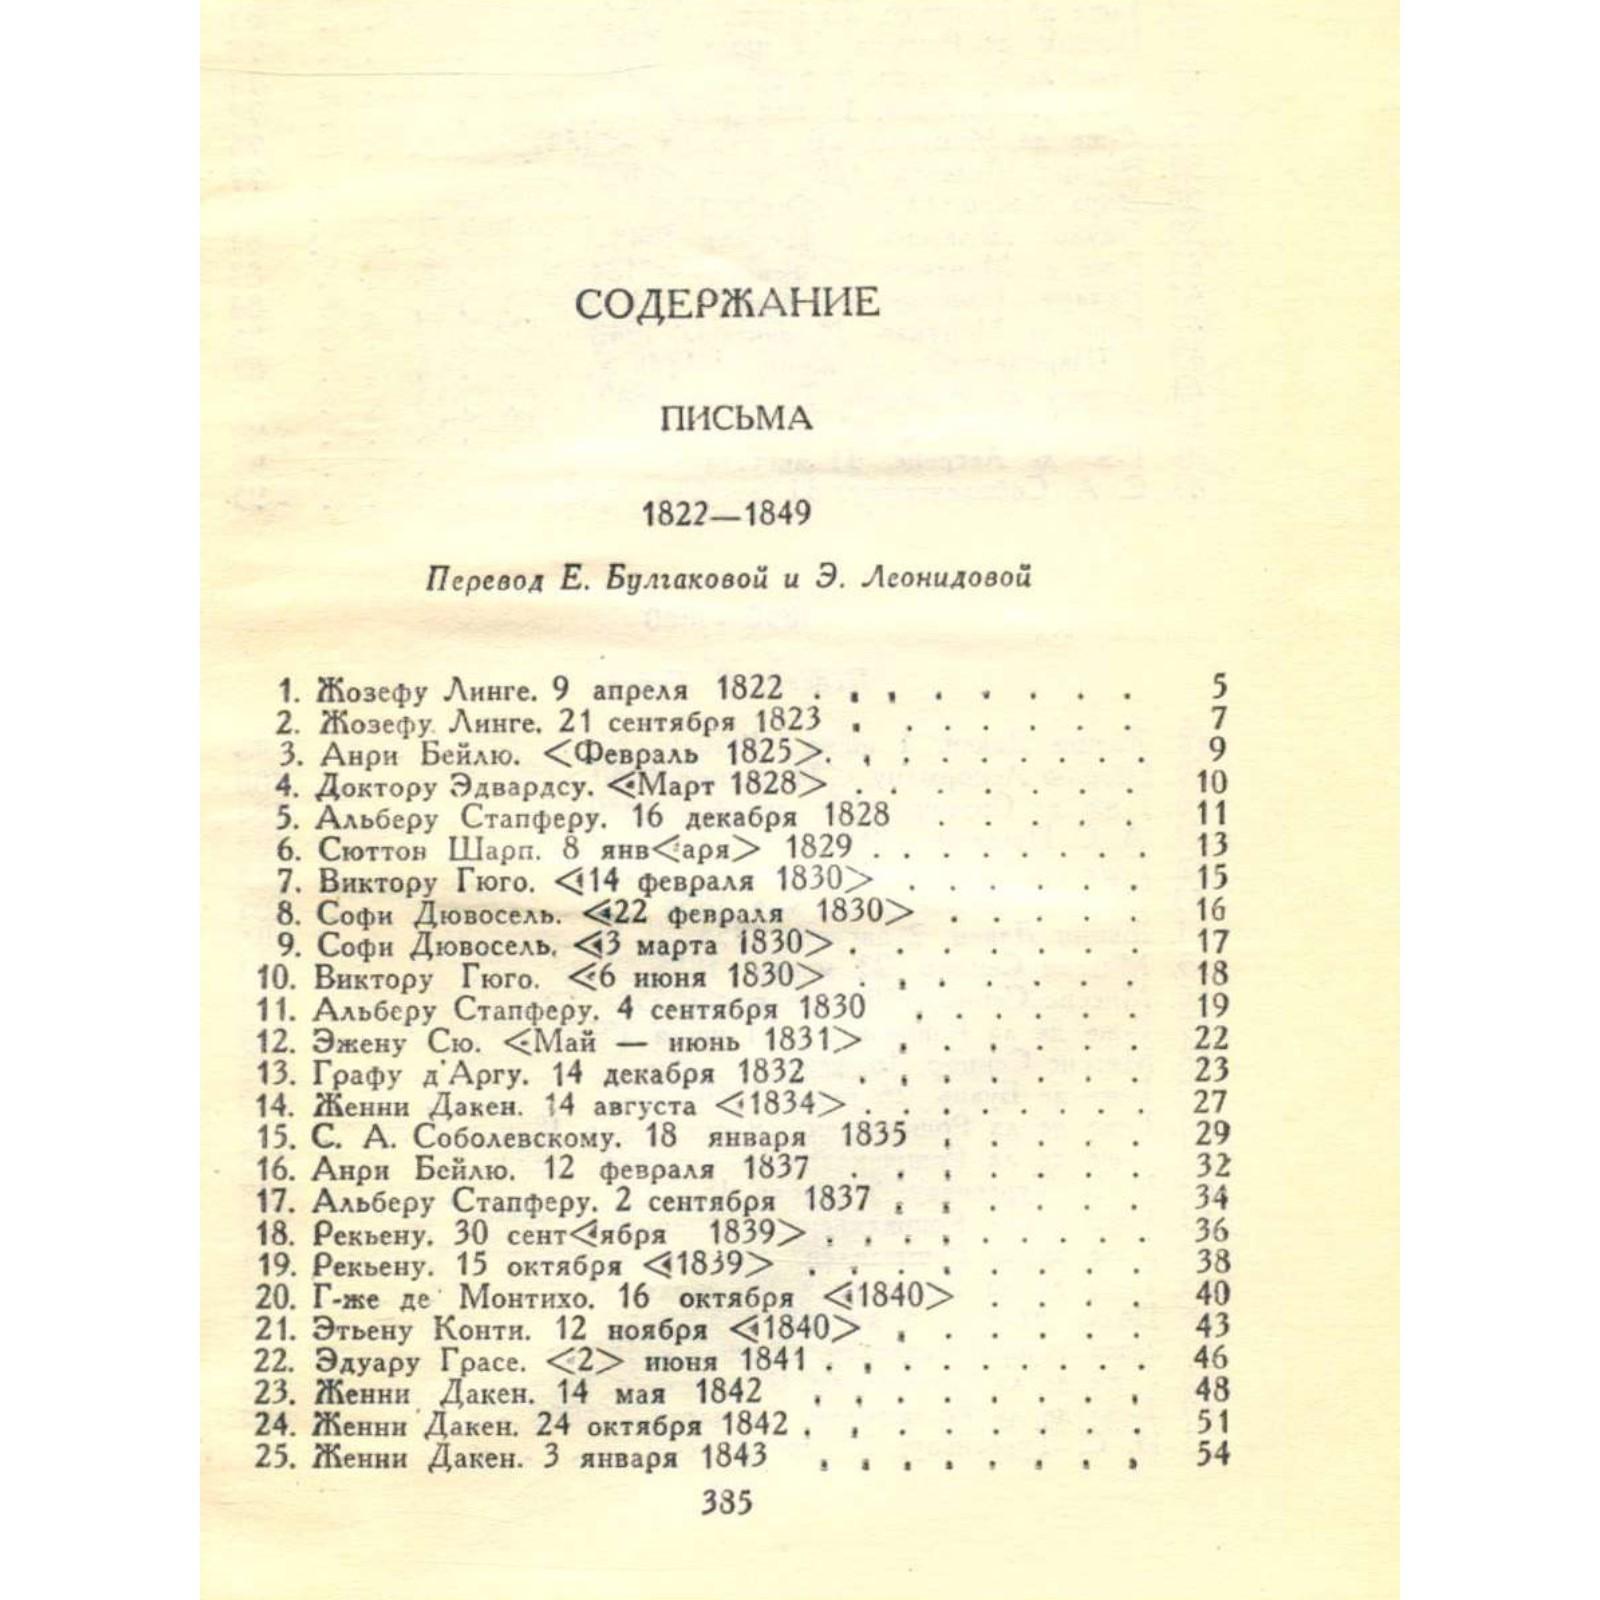 СОДЕРЖАНИЕ
ПИСЬМА
1822—1849
Перевод Е. Булгаковой и Э. Леонидовой
1. Жозефу Линге. 9 апреля 1822 . . . . . . . . 5
2. Жозефу Линге. 21 сентября 1823 . . . . . . . 7
3. Анри Бейлю. <Февраль 1825>. . . . . . . . 9
4. Доктору Эдвардсу. <Март 1828> . . . . . . . 10
5. Альберу Стапферу. 16 декабря 1828 . . . . . 11
6. Сюттон Шарп. 8 янв<аря> 1829 . . . . . . . 13
7. Виктору Гюго. <14 февраля 1830> . . . . . . 15
8. Софи Дювосель. <22 февраля 1830> . . . . . 16
9. Софи Дювосель. <3 марта 1830> . . . . . . . 17
10. Виктору Гюго. <6 июня 1830> . . . . . . . 18
11. Альберу Стапферу. 4 сентября 1830 . . . . . . 19
12. Эжену Сю. <Май — июнь 1831> . . . . . . 22
13. Графу д'Аргу. 14 декабря 1832 . . . . . . . 23
14. Женни Дакен. 14 августа <1834> . . . . . . . 27
15. С. А. Соболевскому. 18 января 1835 . . . . . 29
16. Анри Бейлю. 12 февраля 1837 . . . . . . . 32
17. Альберу Стапферу. 2 сентября 1837 . . . . . . 34
18. Рекьену. 30 сент<ября 1839> . . . . . . . . . 36
19. Рекьену. 15 октября <1839> . . . . . . . . 38
20. Г-же де Монтихо. 16 октября <1840> . . . . 40
21. Этьену Конти. 12 ноября <1840> . . . . . . 43
22. Эдуару Грасе. <2> июня 1841 . . . . . . . . 46
23. Женни Дакен. 14 мая 1842 . . . . . . . . 48
24. Женни Дакен. 24 октября 1842 . . . . . . . . 51
25. Женни Дакен. 3 января 1843 . . . . . . . . 54
385